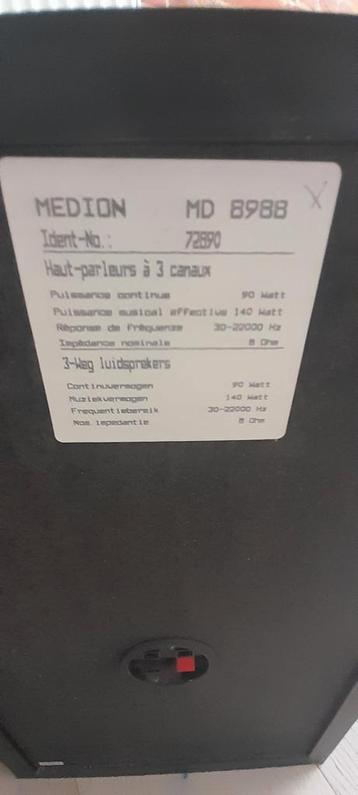 MEDION MD 8988
Ident-No.: 72890
Haut-parleurs à 3 canaux
Puissance continue 90 Watt
Puissance musical effective 140 Watt
Réponse de fréquenze 30-22000 Hz
Impédance nominale 8 Ohm
3-Weg luidsprekers
Continuvermogen 90 Watt
Muziekvermogen 140 Watt
Frequentiebereik 30-22000 Hz
Nom. impedantie 8 Ohm